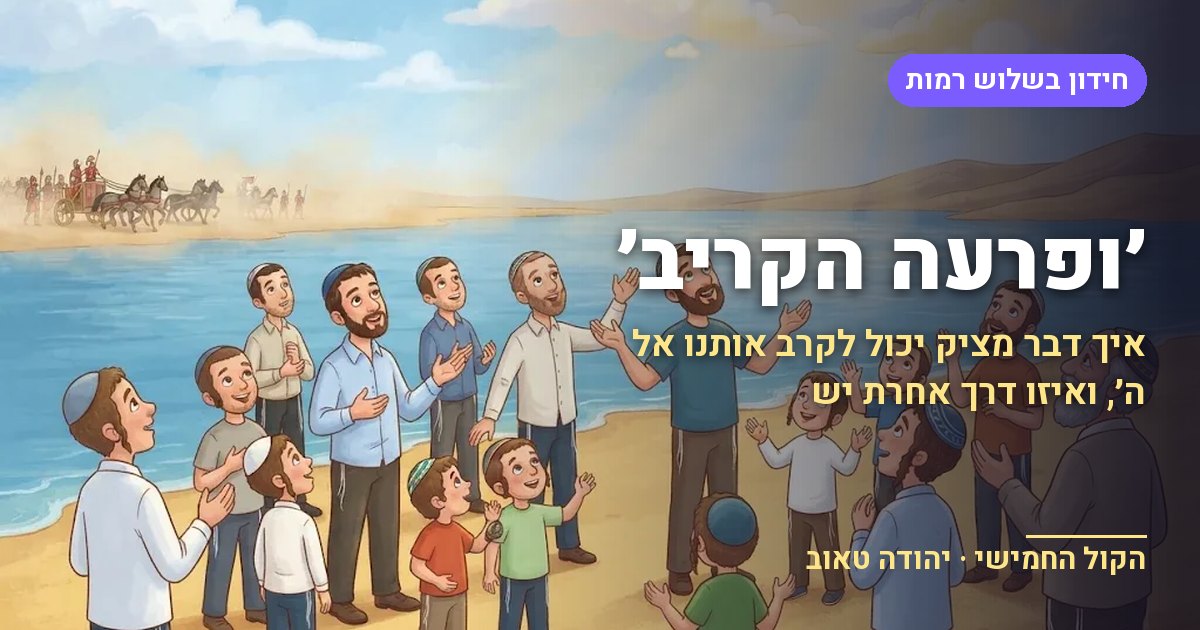 חידון בשלוש רמות
'ופרעה הקריב'
איך דבר מציק יכול לקרב אותנו אל
ה', ואיזו דרך אחרת יש
הקול החמישי · יהודה טאוב